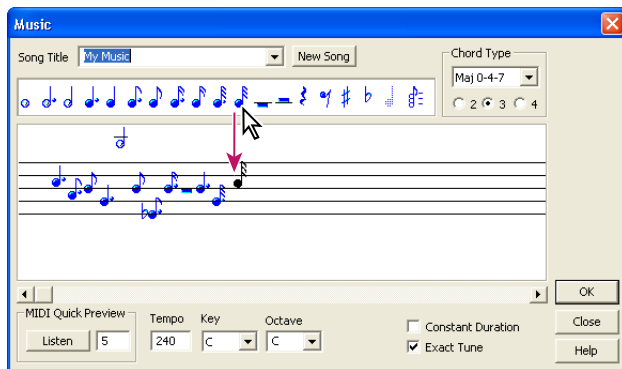 Music
Song Title My Music New Song
Chord Type
Maj 0-4-7
2 3 4
OK
MIDI Quick Preview
Tempo Key Octave
Listen 5 240 C C
Constant Duration
Exact Tune
Close
Help